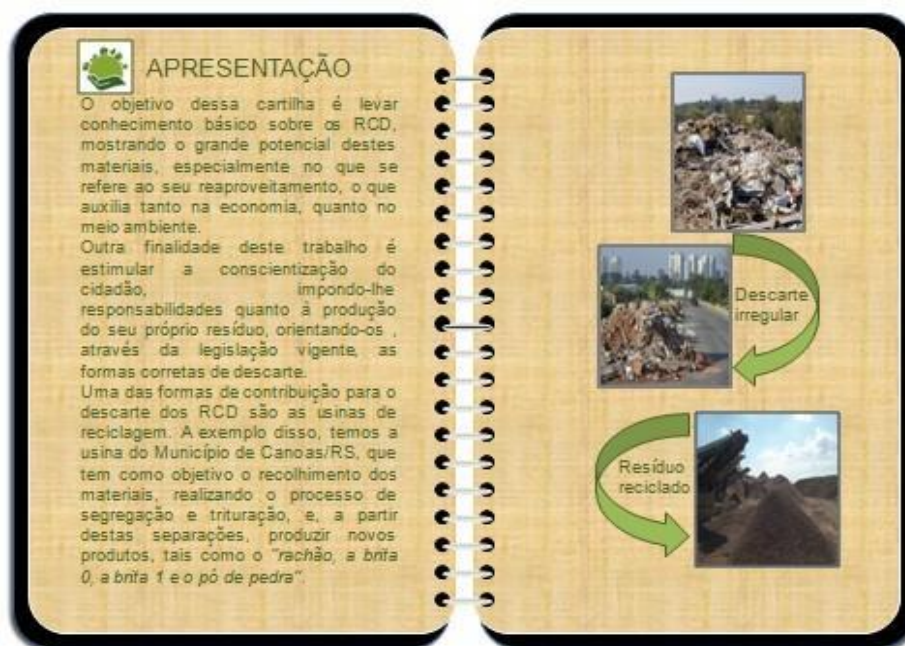 APRESENTAÇÃO
O objetivo dessa cartilha é levar
conhecimento básico sobre os RCD,
mostrando o grande potencial destes
materiais, especialmente no que se
refere ao seu reaproveitamento, o que
auxilia tanto na economia, quanto no
meio ambiente.
Outra finalidade deste trabalho é
estimular a conscientização do
cidadão, impondo-lhe
responsabilidades quanto à produção
do seu próprio resíduo, orientando-os ,
através da legislação vigente, as
formas corretas de descarte.
Uma das formas de contribuição para o
descarte dos RCD são as usinas de
reciclagem. A exemplo disso, temos a
usina do Município de Canoas/RS, que
tem como objetivo o recolhimento dos
materiais, realizando o processo de
segregação e trituração, e, a partir
destas separações, produzir novos
produtos, tais como o "rachão, a brita
0, a brita 1 e o pó de pedra".
Descarte
irregular
Resíduo
reciclado